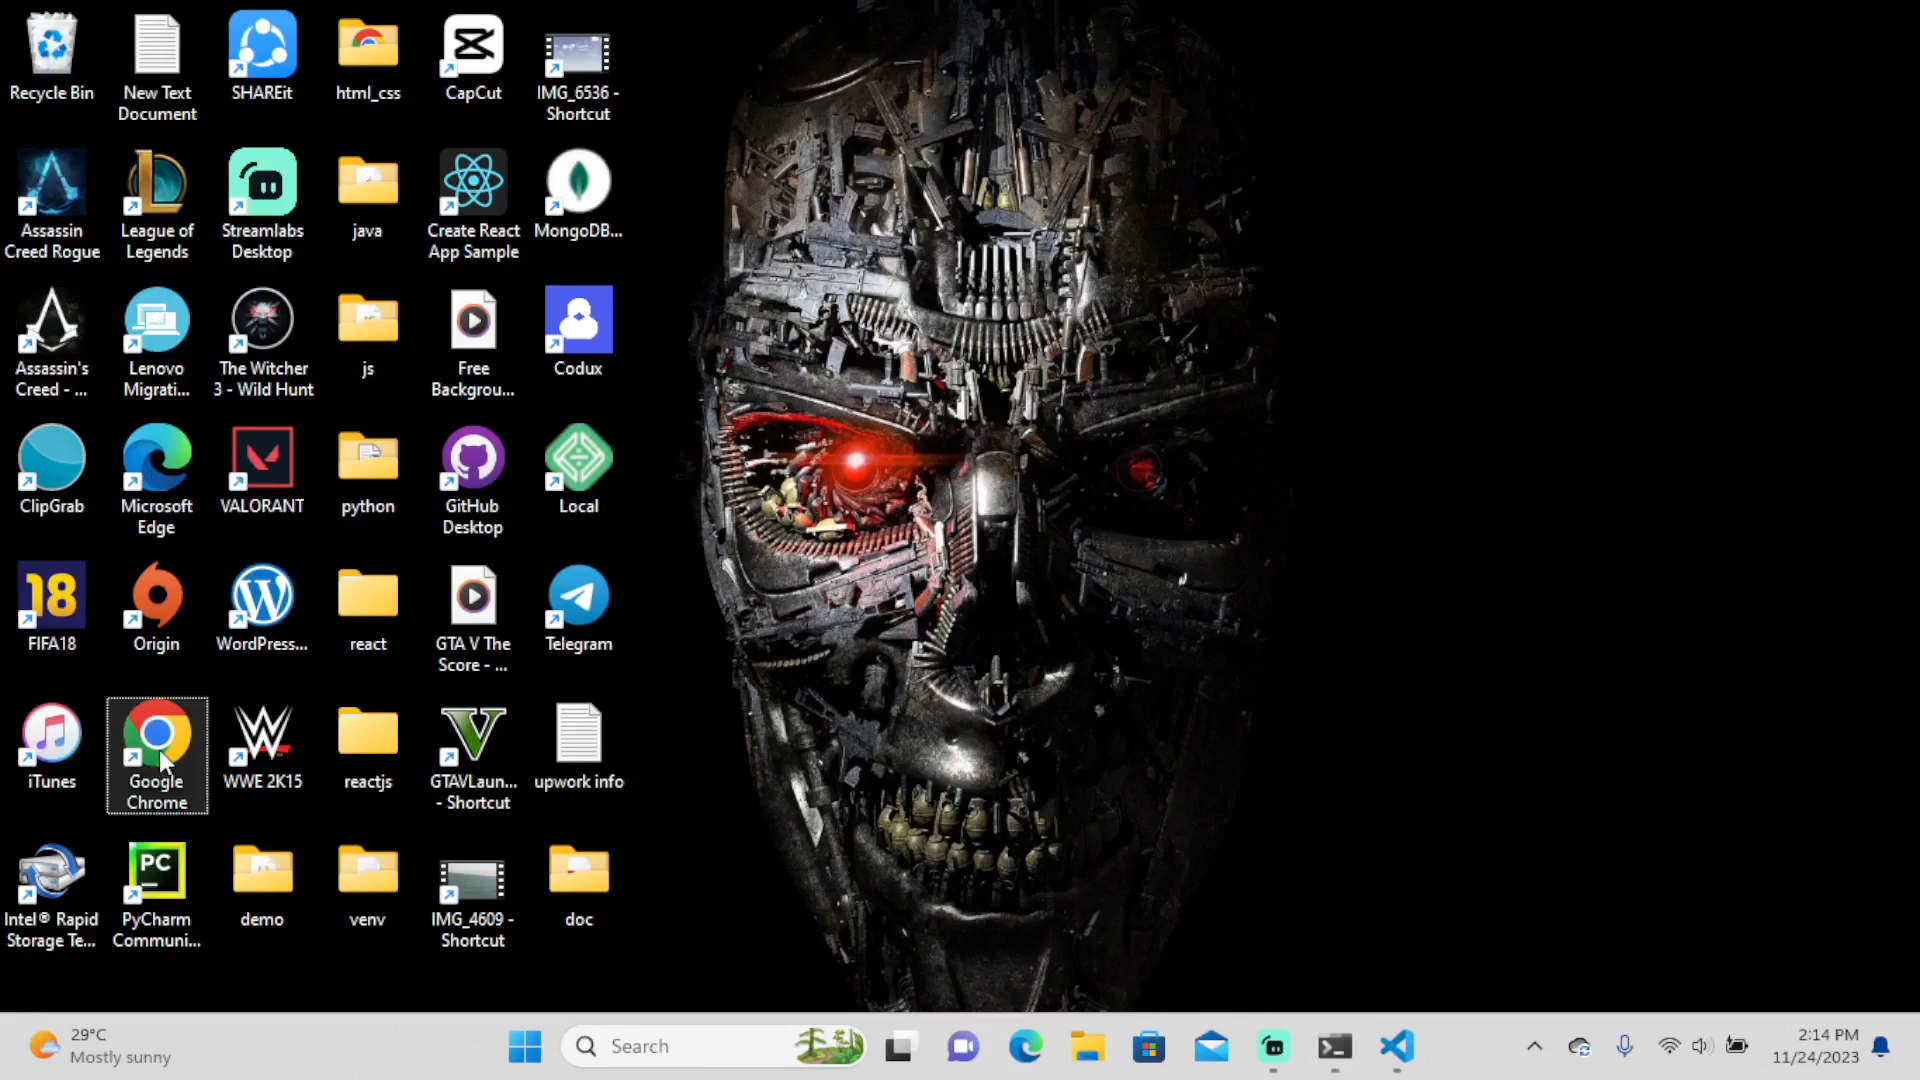 Recycle Bin
New Text
Document
SHAREit
html_css
CapCut
IMG_6536 -
Shortcut
Assassin
Creed Rogue
League of
Legends
Streamlabs
Desktop
java
Create React
App Sample
MongoDB...
Assassin's
Creed - ...
Lenovo
Migrati...
The Witcher
3 - Wild Hunt
js
Free
Backgrou...
Codux
ClipGrab
Microsoft
Edge
VALORANT
python
GitHub
Desktop
Local
18
FIFA18
Origin
WordPress...
react
GTA V The
Score - ...
Telegram
iTunes
Google
Chrome
WWE 2K15
reactjs
V
GTAVLaun...
- Shortcut
upwork info
Intel® Rapid
Storage Te...
PC
PyCharm
Communi...
demo
venv
IMG_4609 -
Shortcut
doc
29°C
Mostly sunny
Search
2:14 PM
11/24/2023